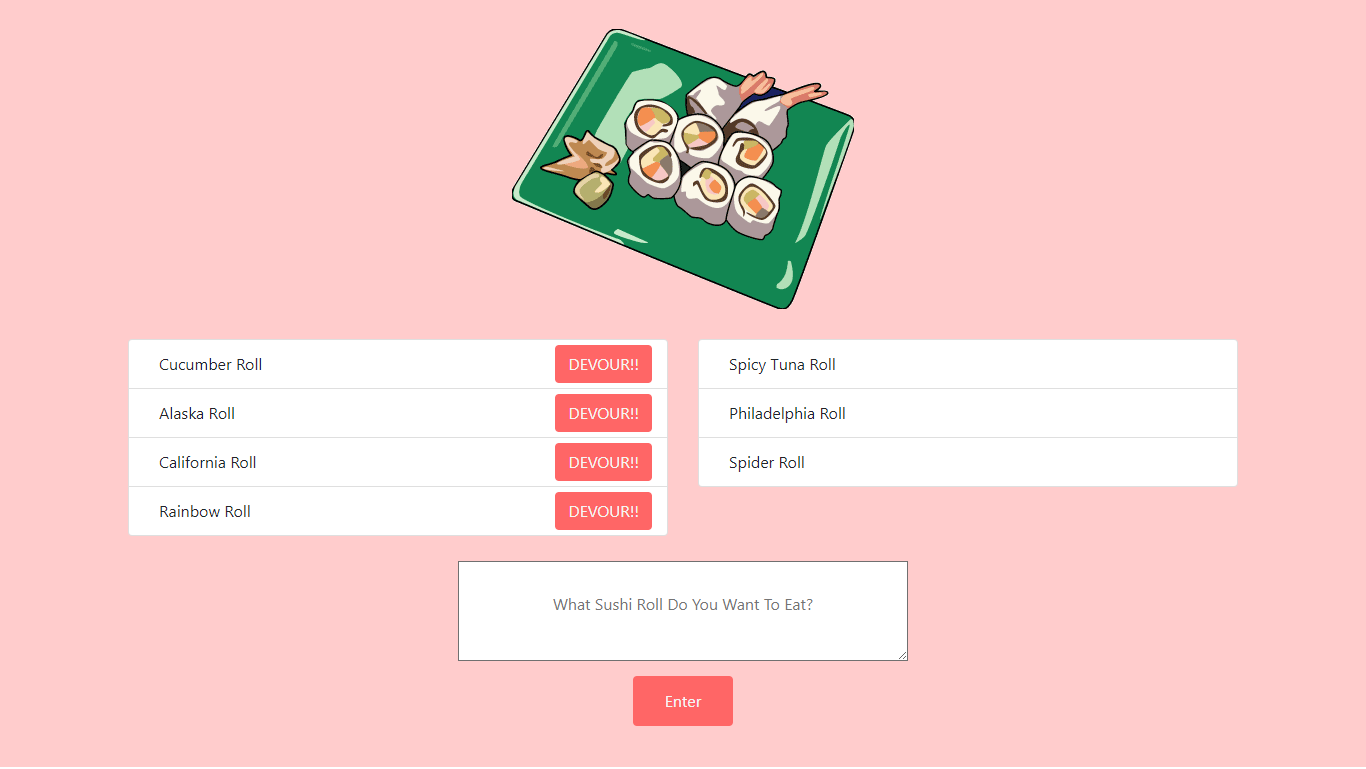 Cucumber Roll DEVOUR!!
Alaska Roll DEVOUR!!
California Roll DEVOUR!!
Rainbow Roll DEVOUR!!
Spicy Tuna Roll
Philadelphia Roll
Spider Roll
What Sushi Roll Do You Want To Eat?
Enter